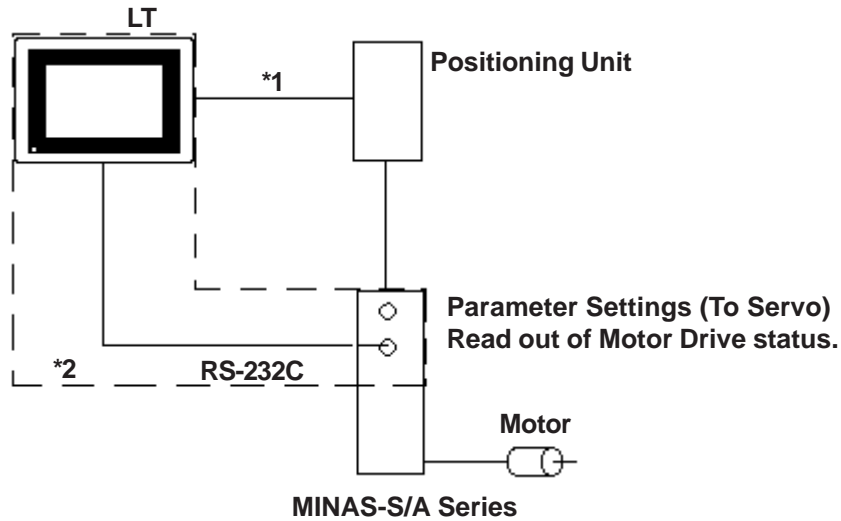 LT
*1
Positioning Unit
Parameter Settings (To Servo)
Read out of Motor Drive status.
*2
RS-232C
Motor
MINAS-S/A Series